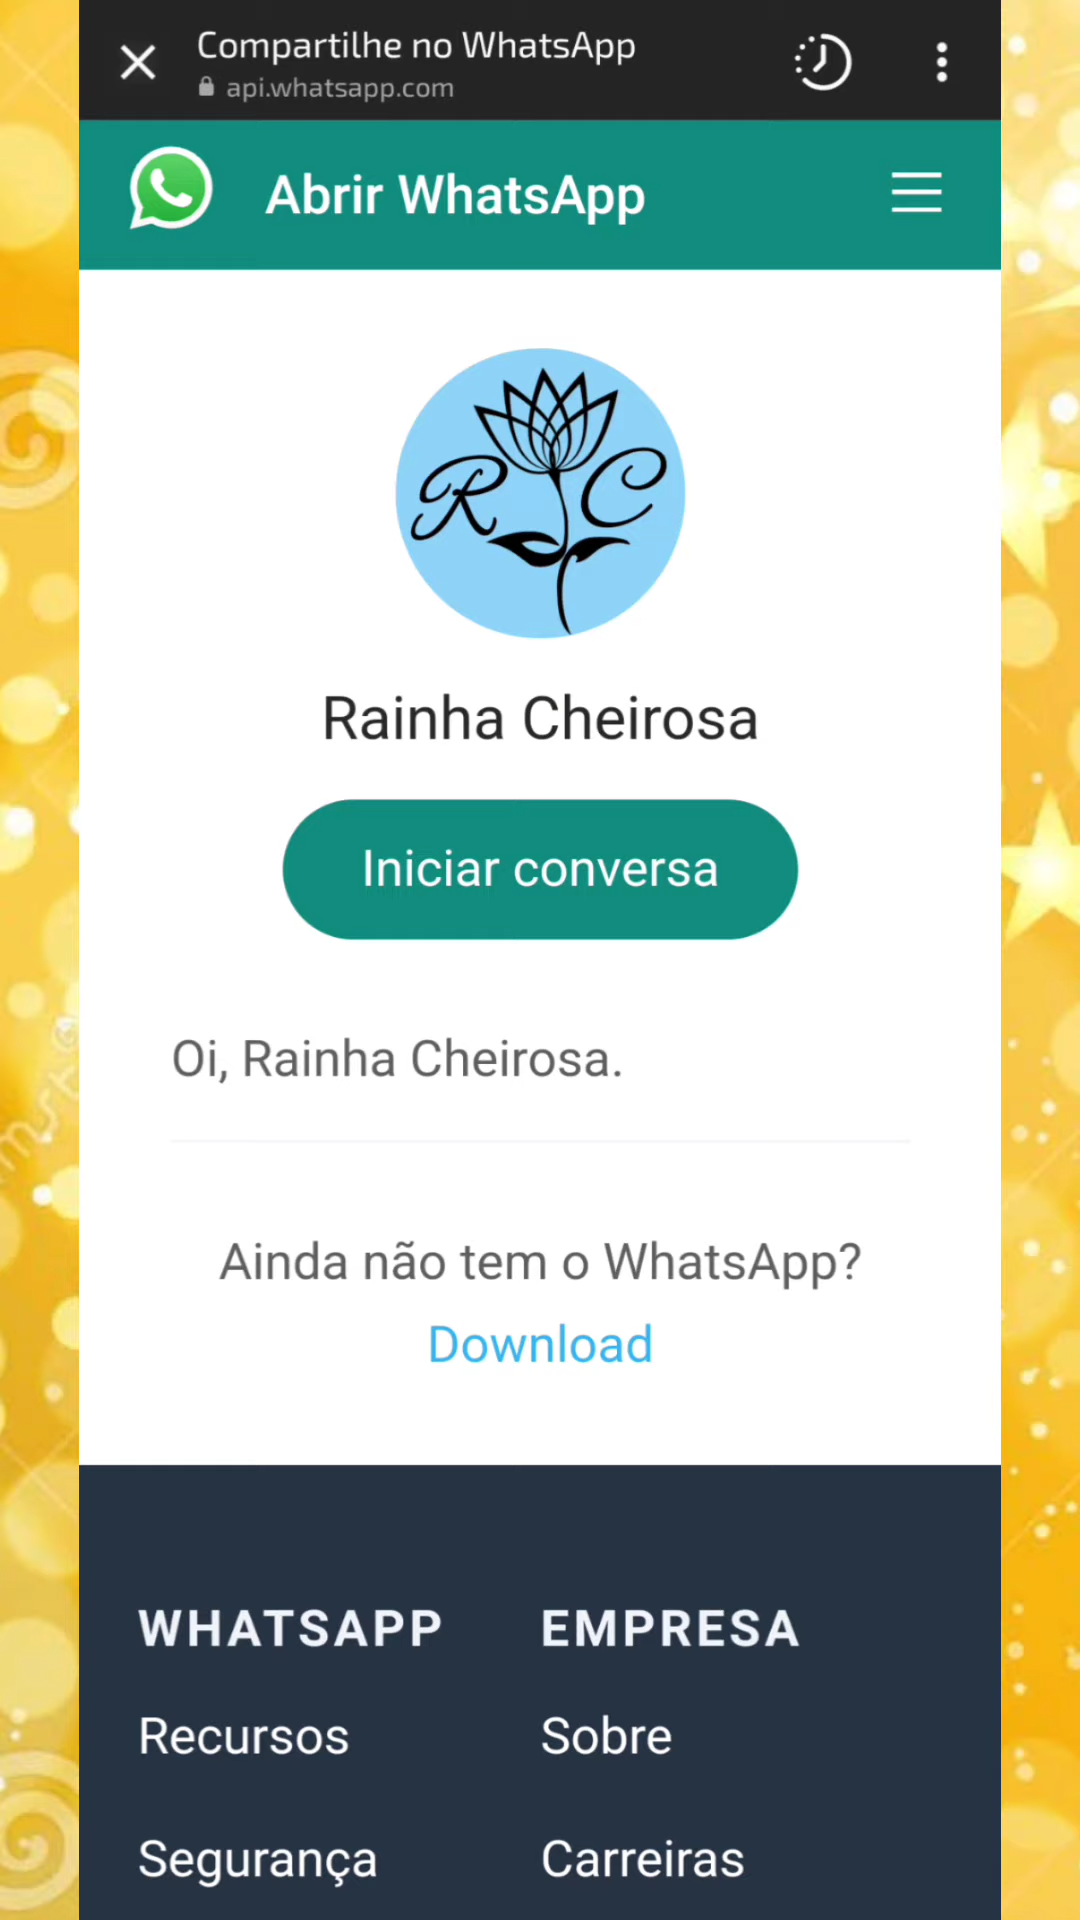 Compartilhe no WhatsApp
api.whatsapp.com
Abrir WhatsApp
R C
Rainha Cheirosa
Iniciar conversa
Oi, Rainha Cheirosa.
Ainda não tem o WhatsApp?
Download
WHATSAPP EMPRESA
Recursos Sobre
Segurança Carreiras